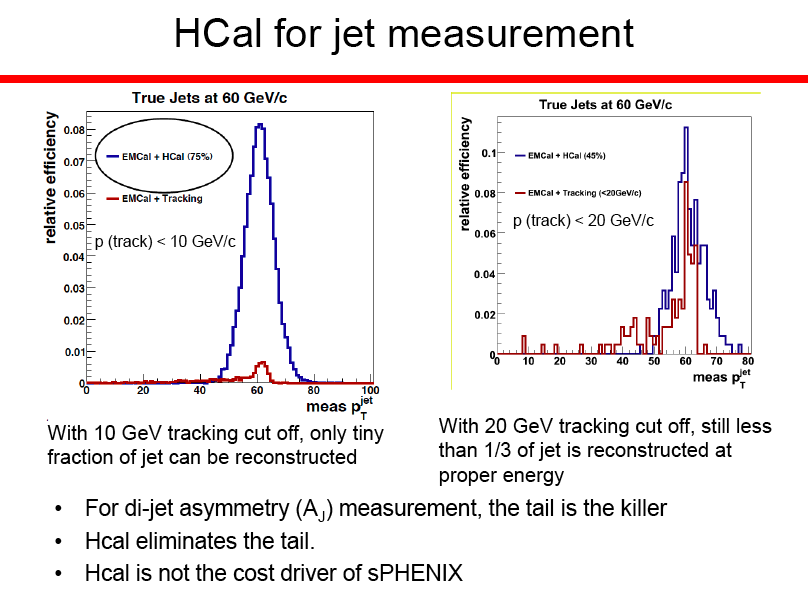 HCal for jet measurement
True Jets at 60 GeV/c
relative efficiency
0.08
0.07
0.06
0.05
0.04
0.03
0.02
0.01
0
EMCal + HCal (75%)
EMCal + Tracking
p (track) < 10 GeV/c
0 20 40 60 80 100
meas p_T^jet
With 10 GeV tracking cut off, only tiny
fraction of jet can be reconstructed
True Jets at 60 GeV/c
relative efficiency
0.1
0.08
0.06
0.04
0.02
0
EMCal + HCal (45%)
EMCal + Tracking (<20GeV/c)
p (track) < 20 GeV/c
0 10 20 30 40 50 60 70 80
meas p_T^jet
With 20 GeV tracking cut off, still less
than 1/3 of jet is reconstructed at
proper energy
• For di-jet asymmetry (A_J) measurement, the tail is the killer
• Hcal eliminates the tail.
• Hcal is not the cost driver of sPHENIX